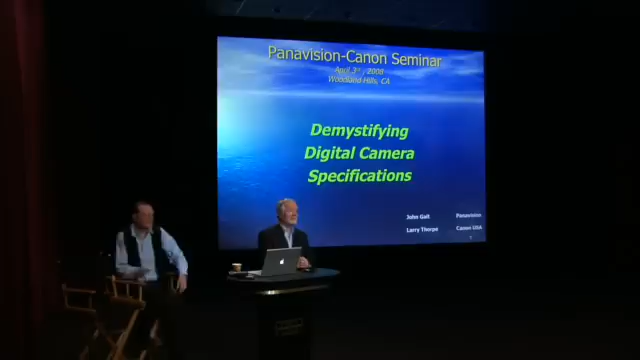 Panavision-Canon Seminar
April 3rd, 2008
Woodland Hills, CA
Demystifying
Digital Camera
Specifications
John Galt Panavision
Larry Thorpe Canon USA